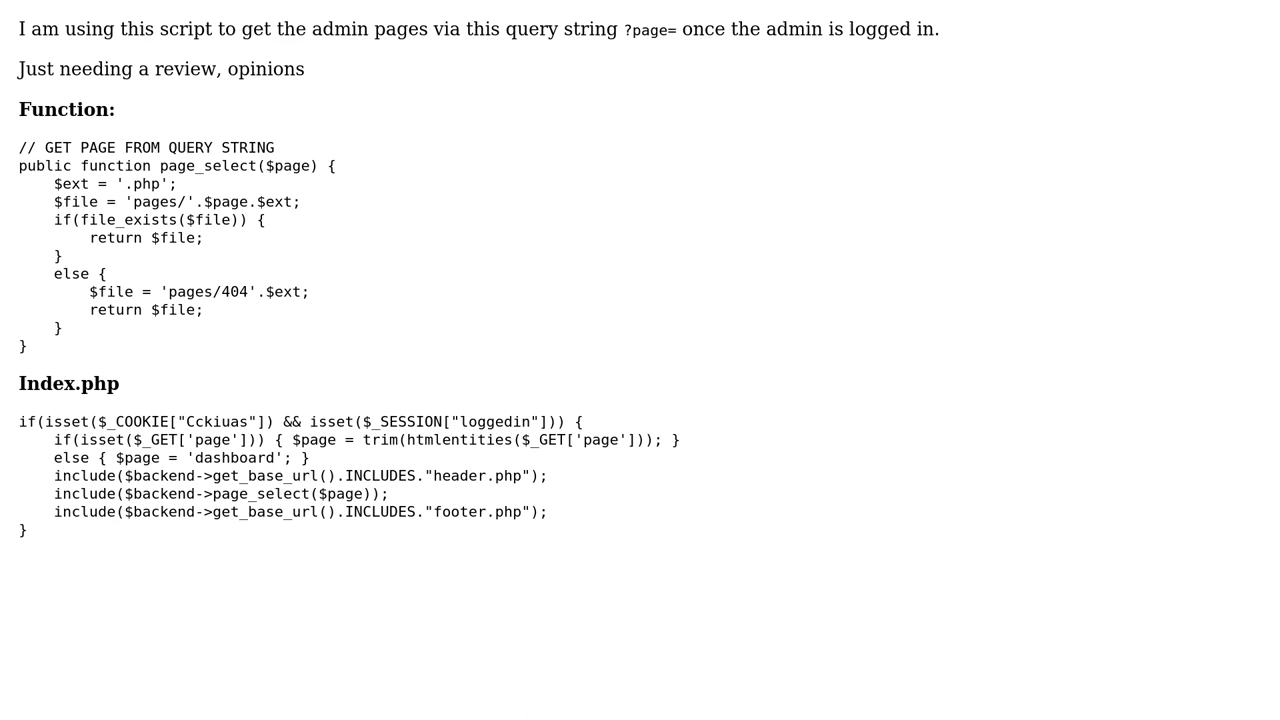 I am using this script to get the admin pages via this query string ?page= once the admin is logged in.
Just needing a review, opinions
Function:
// GET PAGE FROM QUERY STRING
public function page_select($page) {
    $ext = '.php';
    $file = 'pages/'.$page.$ext;
    if(file_exists($file)) {
        return $file;
    }
    else {
        $file = 'pages/404'.$ext;
        return $file;
    }
}
Index.php
if(isset($_COOKIE["Cckiuas"]) && isset($_SESSION["loggedin"])) {
    if(isset($_GET['page'])) { $page = trim(htmlentities($_GET['page'])); }
    else { $page = 'dashboard'; }
    include($backend->get_base_url().INCLUDES."header.php");
    include($backend->page_select($page));
    include($backend->get_base_url().INCLUDES."footer.php");
}